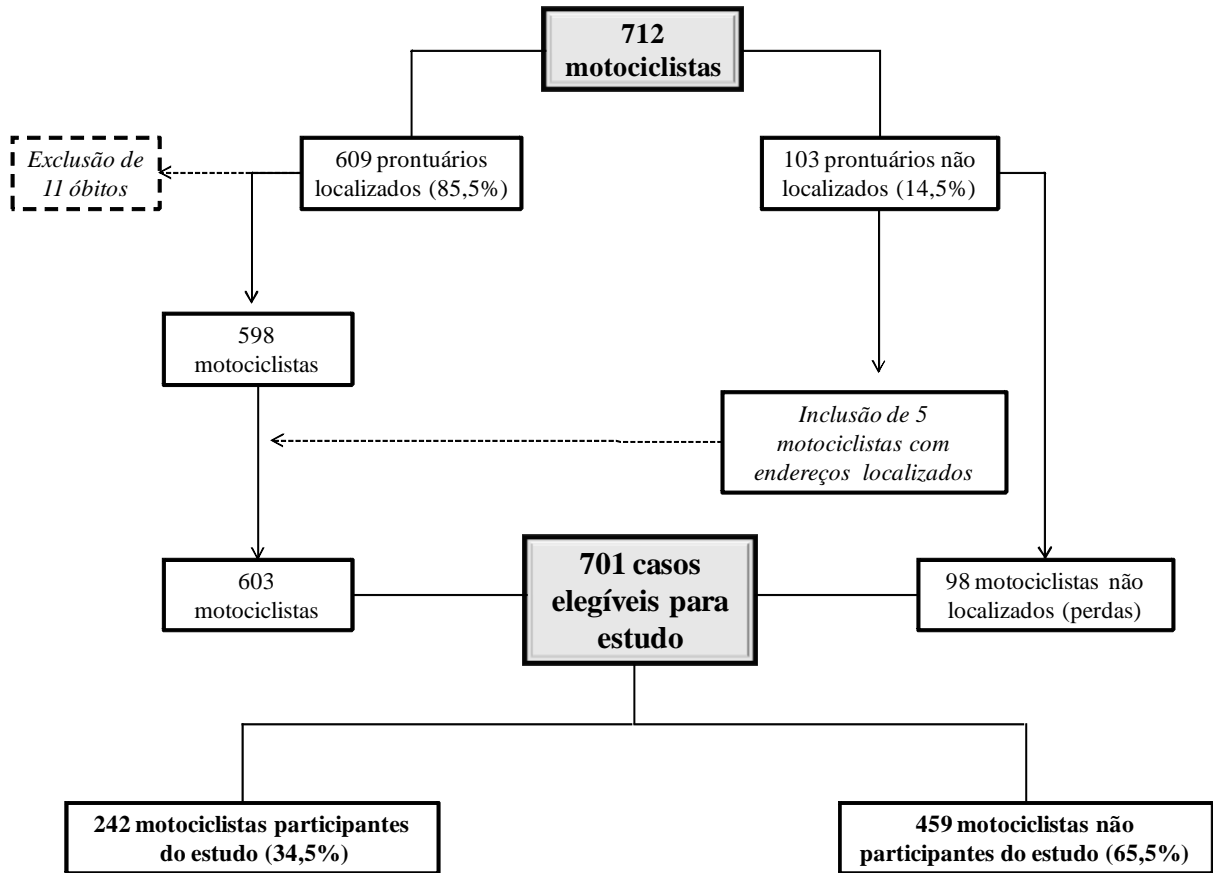 712
motociclistas
Exclusão de
11 óbitos
609 prontuários
localizados (85,5%)
103 prontuários não
localizados (14,5%)
598
motociclistas
Inclusão de 5
motociclistas com
endereços localizados
603
motociclistas
701 casos
elegíveis para
estudo
98 motociclistas não
localizados (perdas)
242 motociclistas participantes
do estudo (34,5%)
459 motociclistas não
participantes do estudo (65,5%)